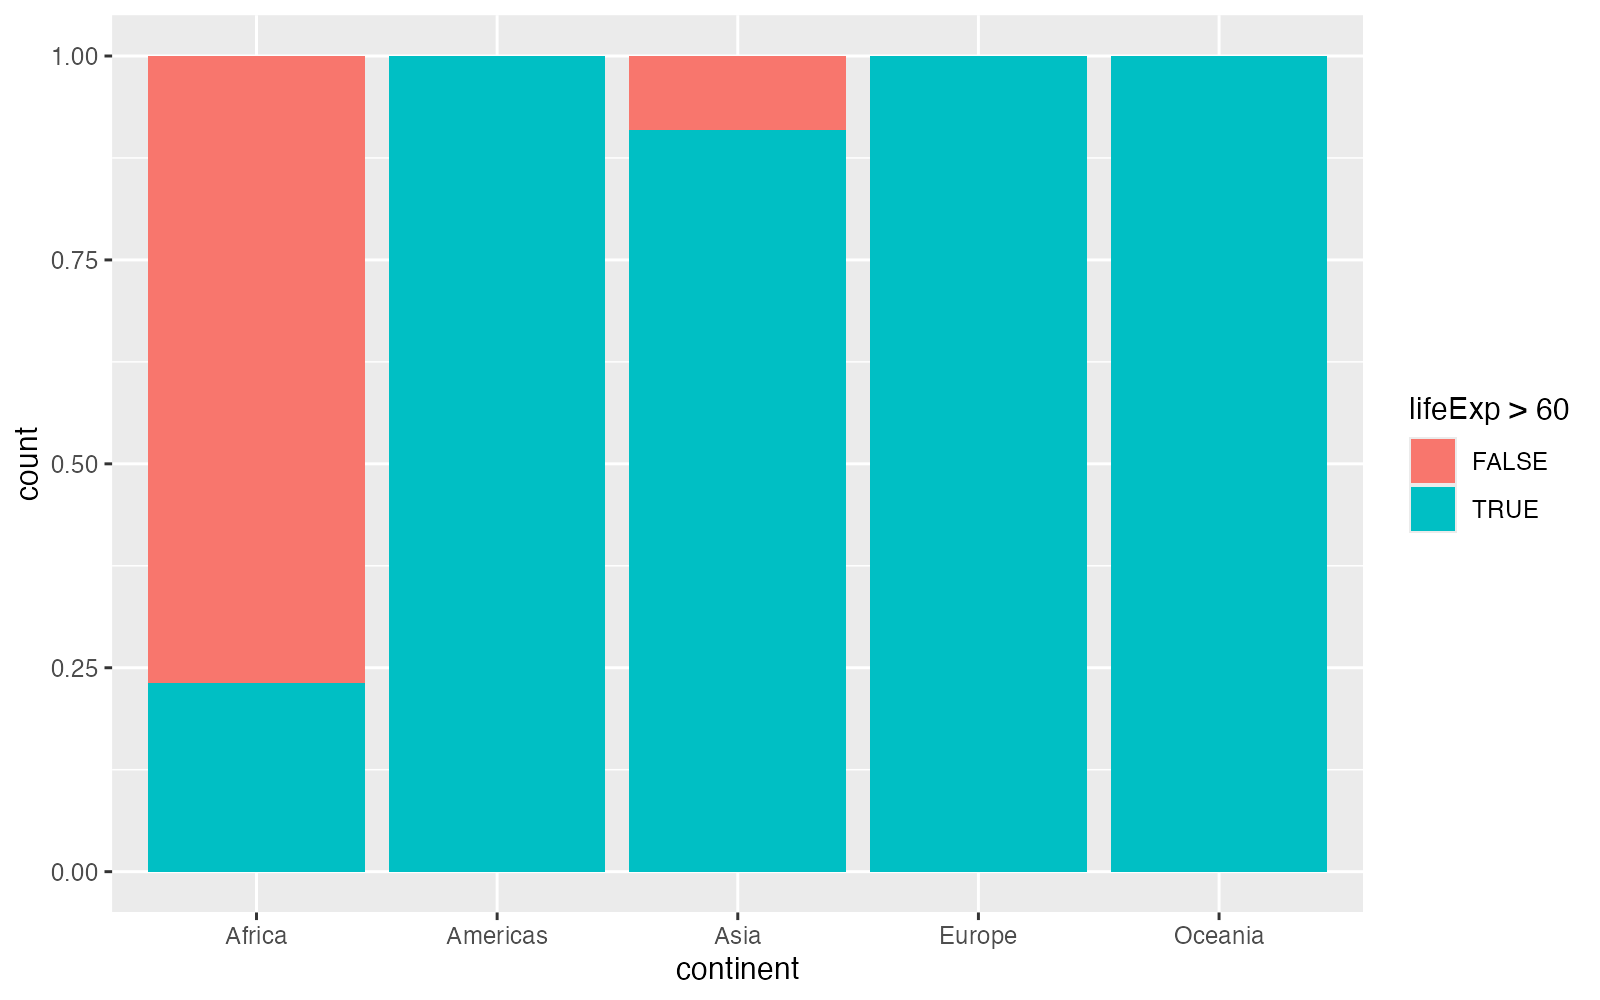 1.00
0.75
0.50
0.25
0.00
count
Africa
Americas
Asia
Europe
Oceania
continent
lifeExp > 60
FALSE
TRUE